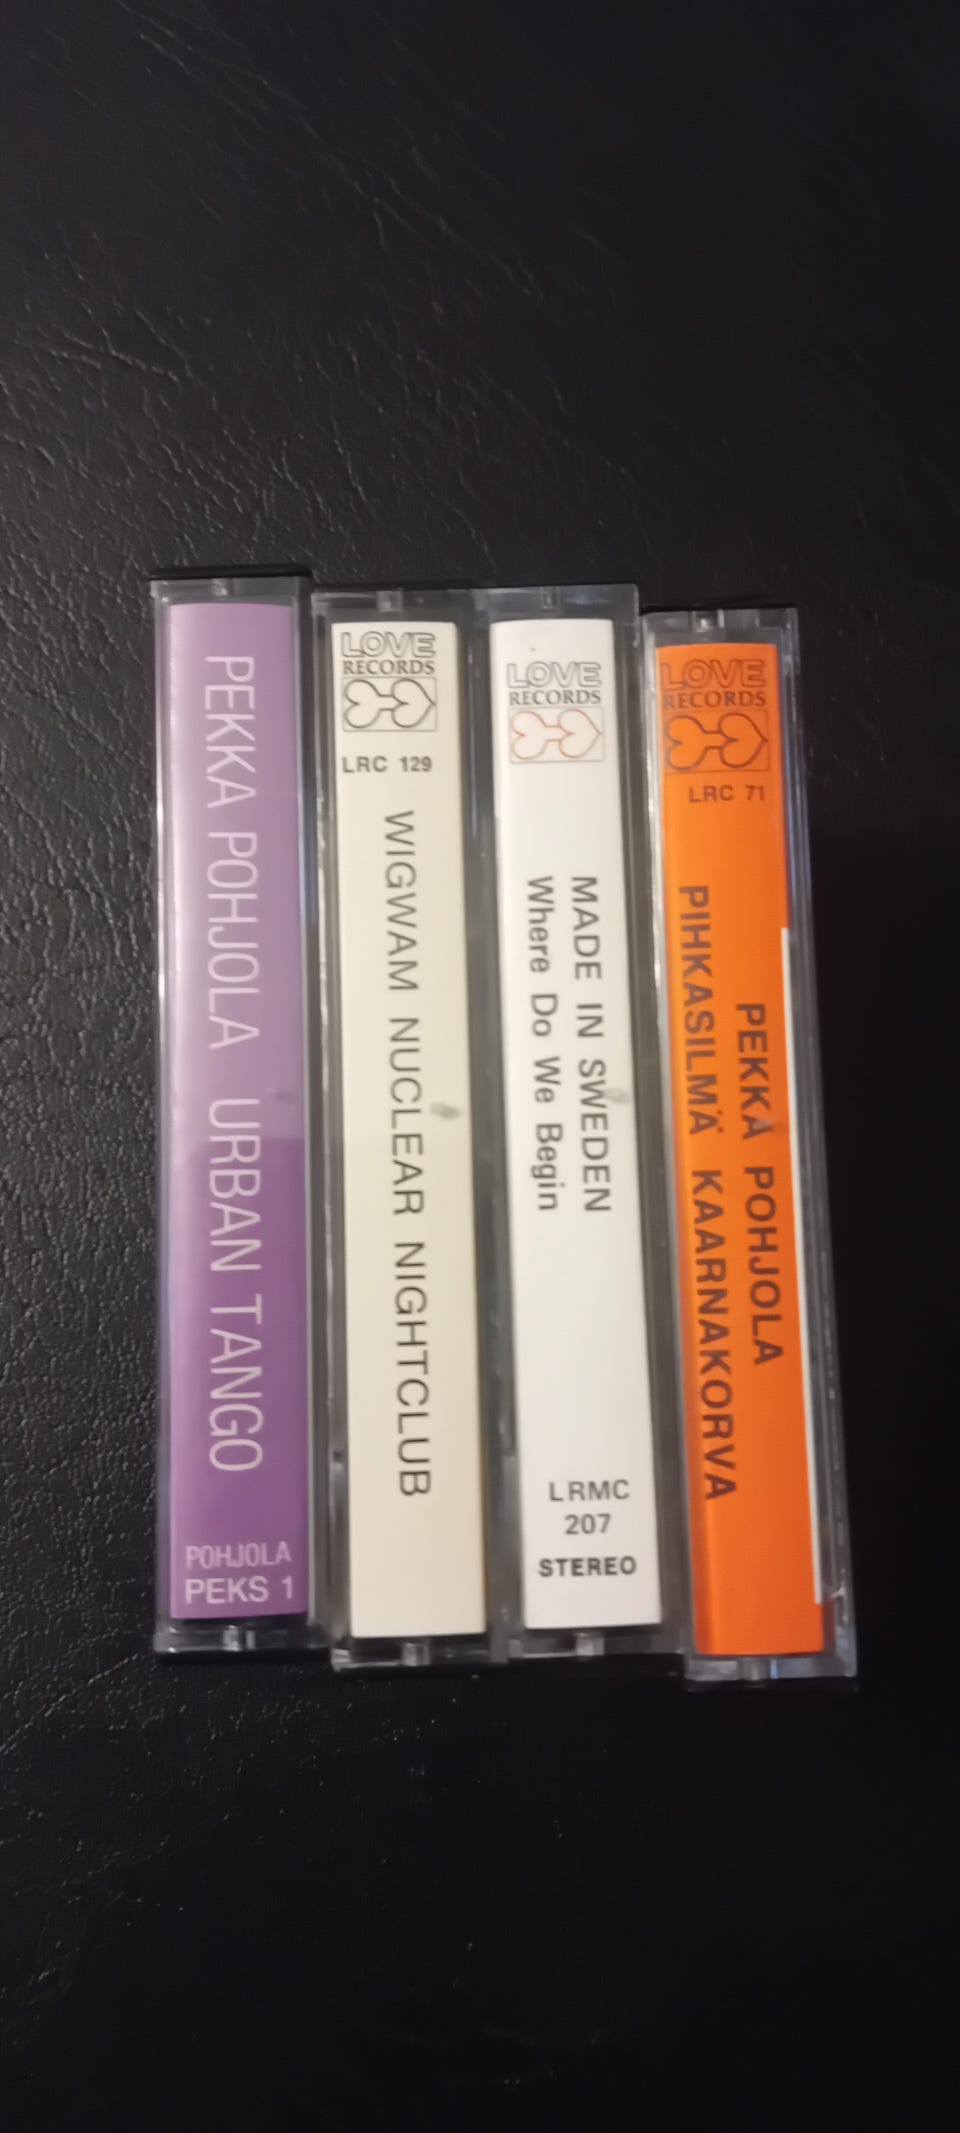 PEKKA POHJOLA URBAN TANGO
POHJOLA
PEKS 1
LOVE
RECORDS
LRC 129
WIGWAM NUCLEAR NIGHTCLUB
LOVE
RECORDS
MADE IN SWEDEN
Where Do We Begin
LRMC
207
STEREO
LOVE
RECORDS
LRC 71
PEKKA POHJOLA
PIHKASILMÄ KAARNAKORVA